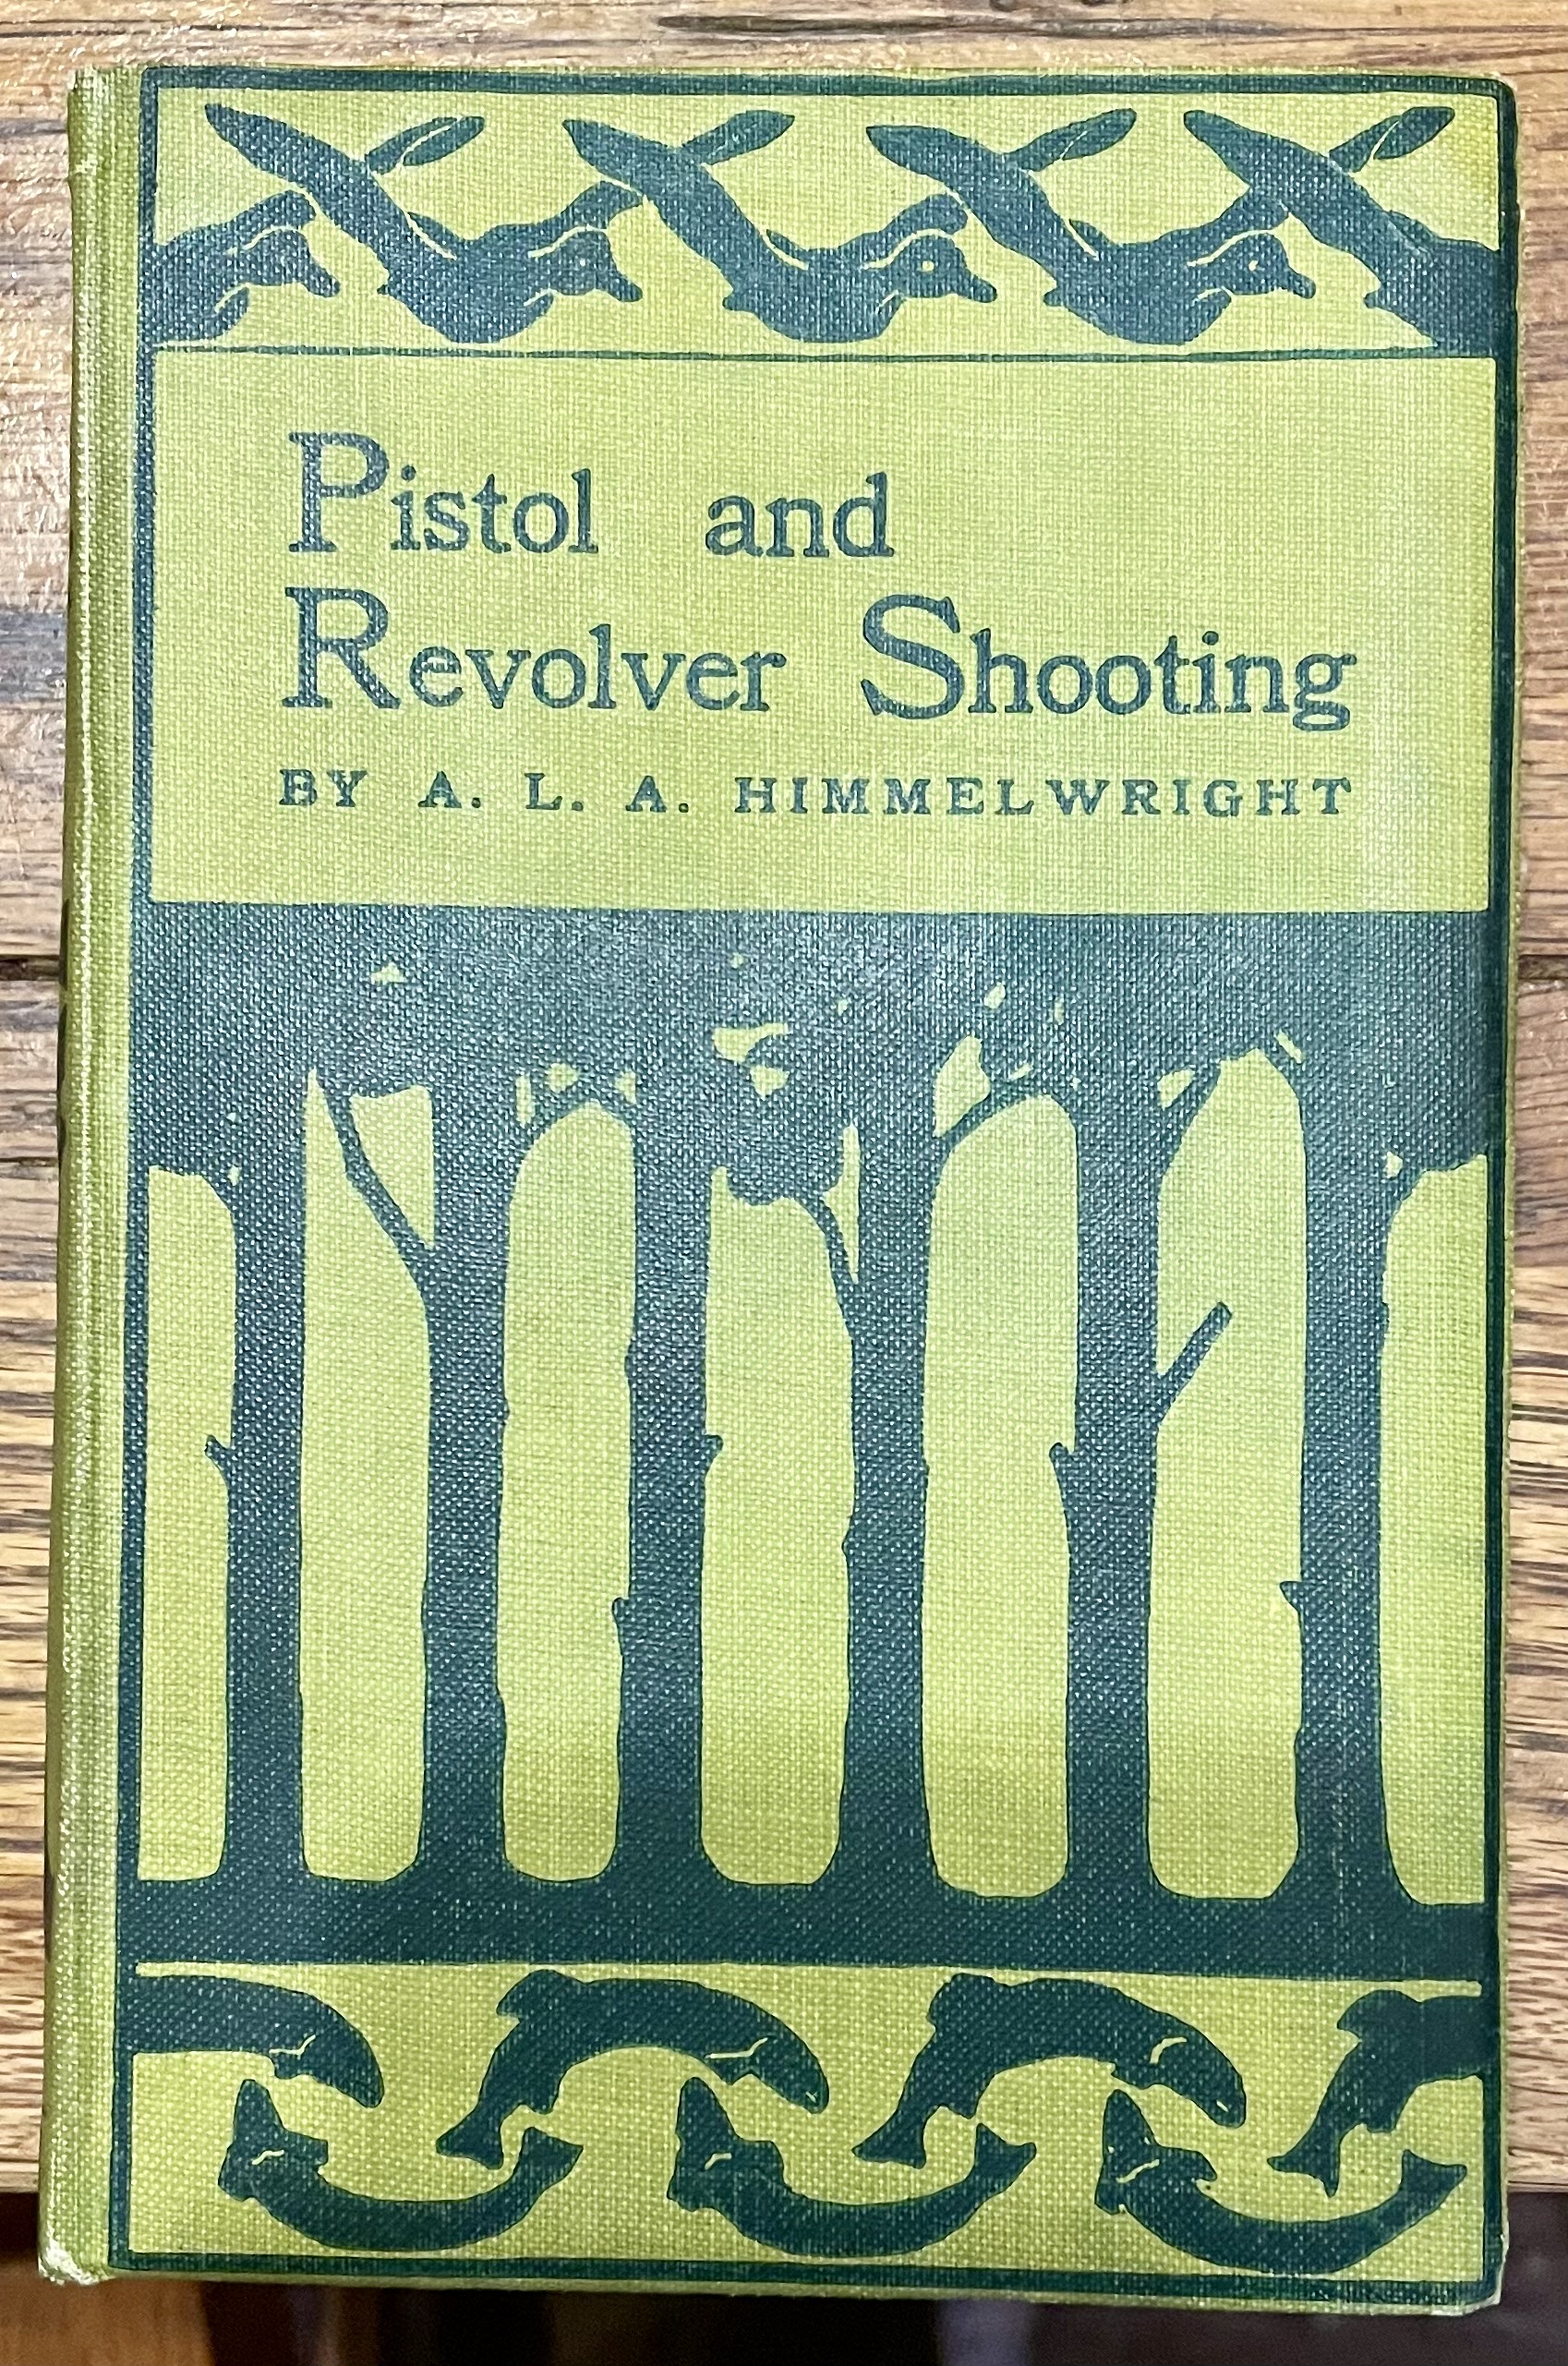 Pistol and
Revolver Shooting
BY A. L. A. HIMMELWRIGHT